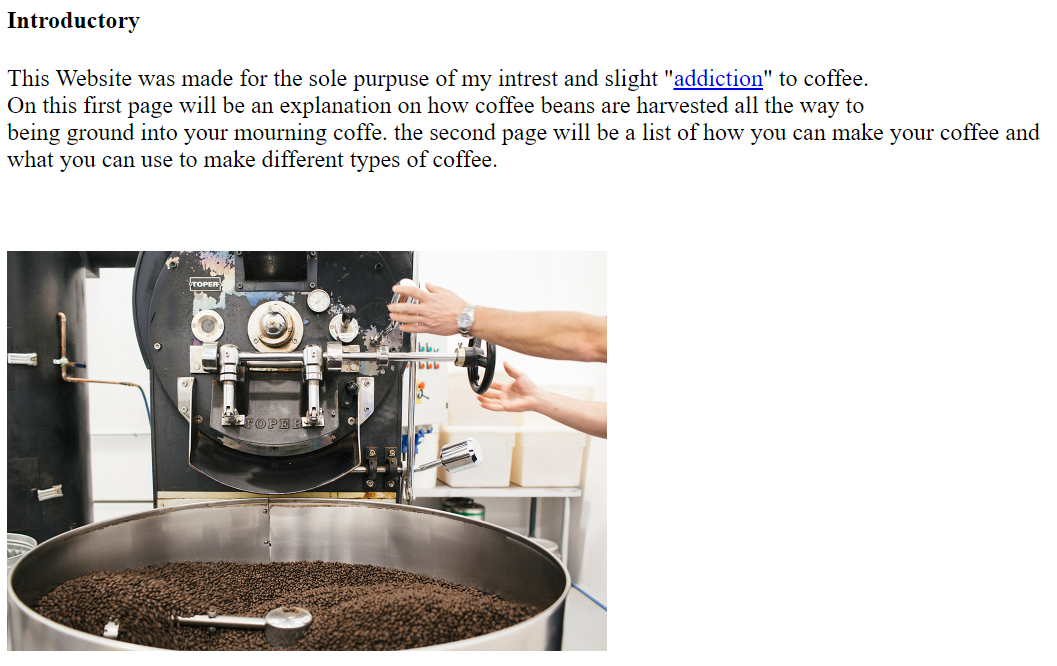 Introductory
This Website was made for the sole purpuse of my intrest and slight "addiction" to coffee.
On this first page will be an explanation on how coffee beans are harvested all the way to
being ground into your mourning coffe. the second page will be a list of how you can make your coffee and
what you can use to make different types of coffee.
TOPER
TOPER